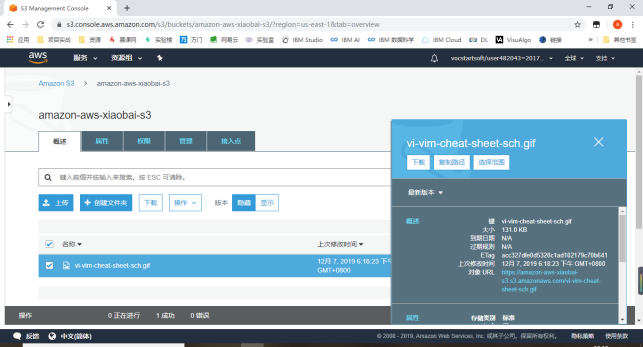 S3 Management Console
s3.console.aws.amazon.com/s3/buckets/amazon-aws-xiaobai-s3/?region=us-east-1&tab=overview
应用 项目实战 资源 慕课网 实验楼 万门 网易云 实验室 IBM Studio IBM AI IBM 数据科学 IBM Cloud DL VisuAlgo 链接 » 其他书签
aws 服务 资源组 vocstartsoft/user482043=2017... 全球 支持
Amazon S3 > amazon-aws-xiaobai-s3
amazon-aws-xiaobai-s3
概述 属性 权限 管理 接入点
键入前缀并按输入来搜索。按 ESC 可清除。
上传 + 创建文件夹 下载 操作 版本 隐藏 显示
名称 上次修改时间
vi-vim-cheat-sheet-sch.gif
12月 7, 2019 6:18:23 下午
GMT+0800
操作 0 正在进行 1 成功 0 错误
vi-vim-cheat-sheet-sch.gif
下载 复制路径 选择范围
最新版本
概述
键 vi-vim-cheat-sheet-sch.gif
大小 131.0 KB
到期日期 N/A
过期规则 N/A
ETag acc327dfe0d5328c1ad102179c70b641
上次修改时间 12月 7, 2019 6:18:23 下午
GMT+0800
对象 URL https://amazon-aws-xiaobai-
s3.s3.amazonaws.com/vi-vim-cheat-
sheet-sch.gif
属性 存储类别 标准
反馈 中文(简体) © 2008 - 2019, Amazon Web Services, Inc. 或其子公司。保留所有权利。 隐私策略 使用条款